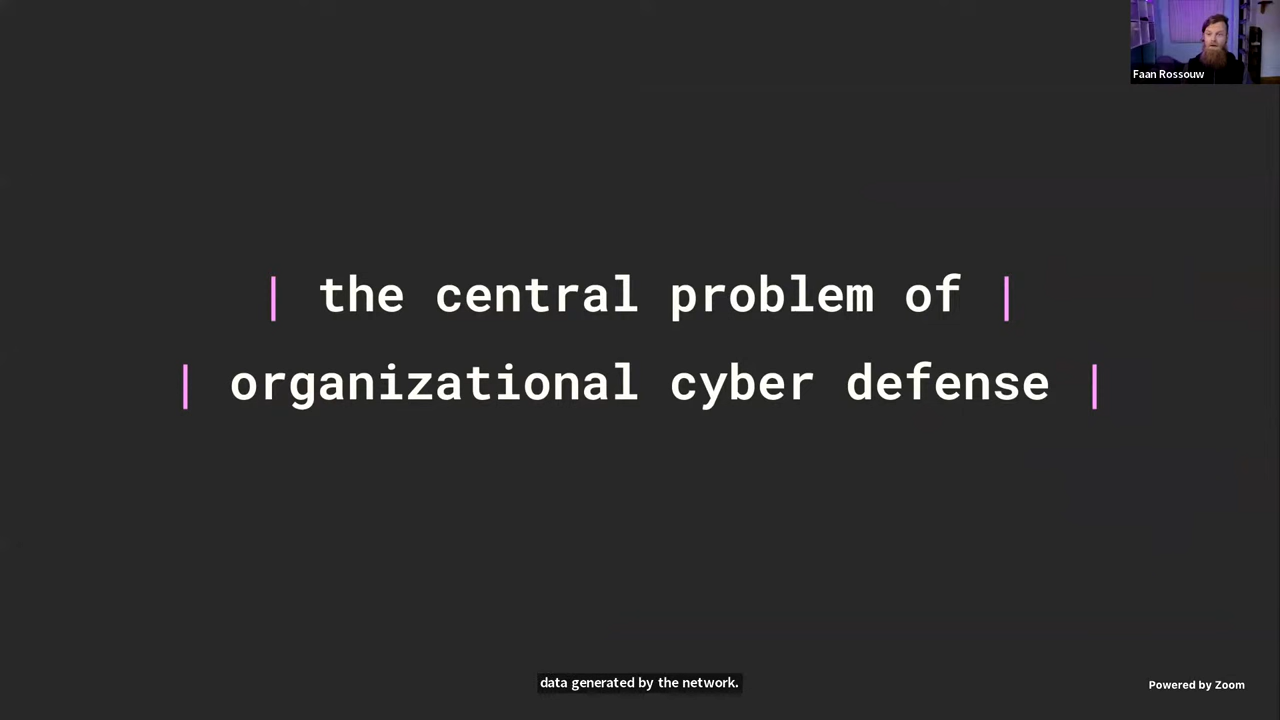 Faan Rossouw
| the central problem of |
| organizational cyber defense |
data generated by the network.
Powered by Zoom